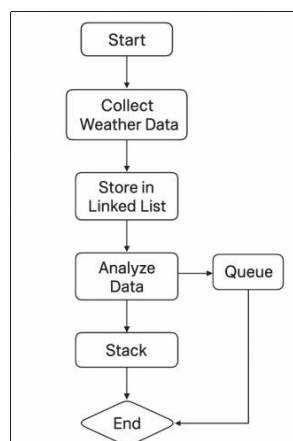 Start
Collect
Weather Data
Store in
Linked List
Analyze
Data
Queue
Stack
End